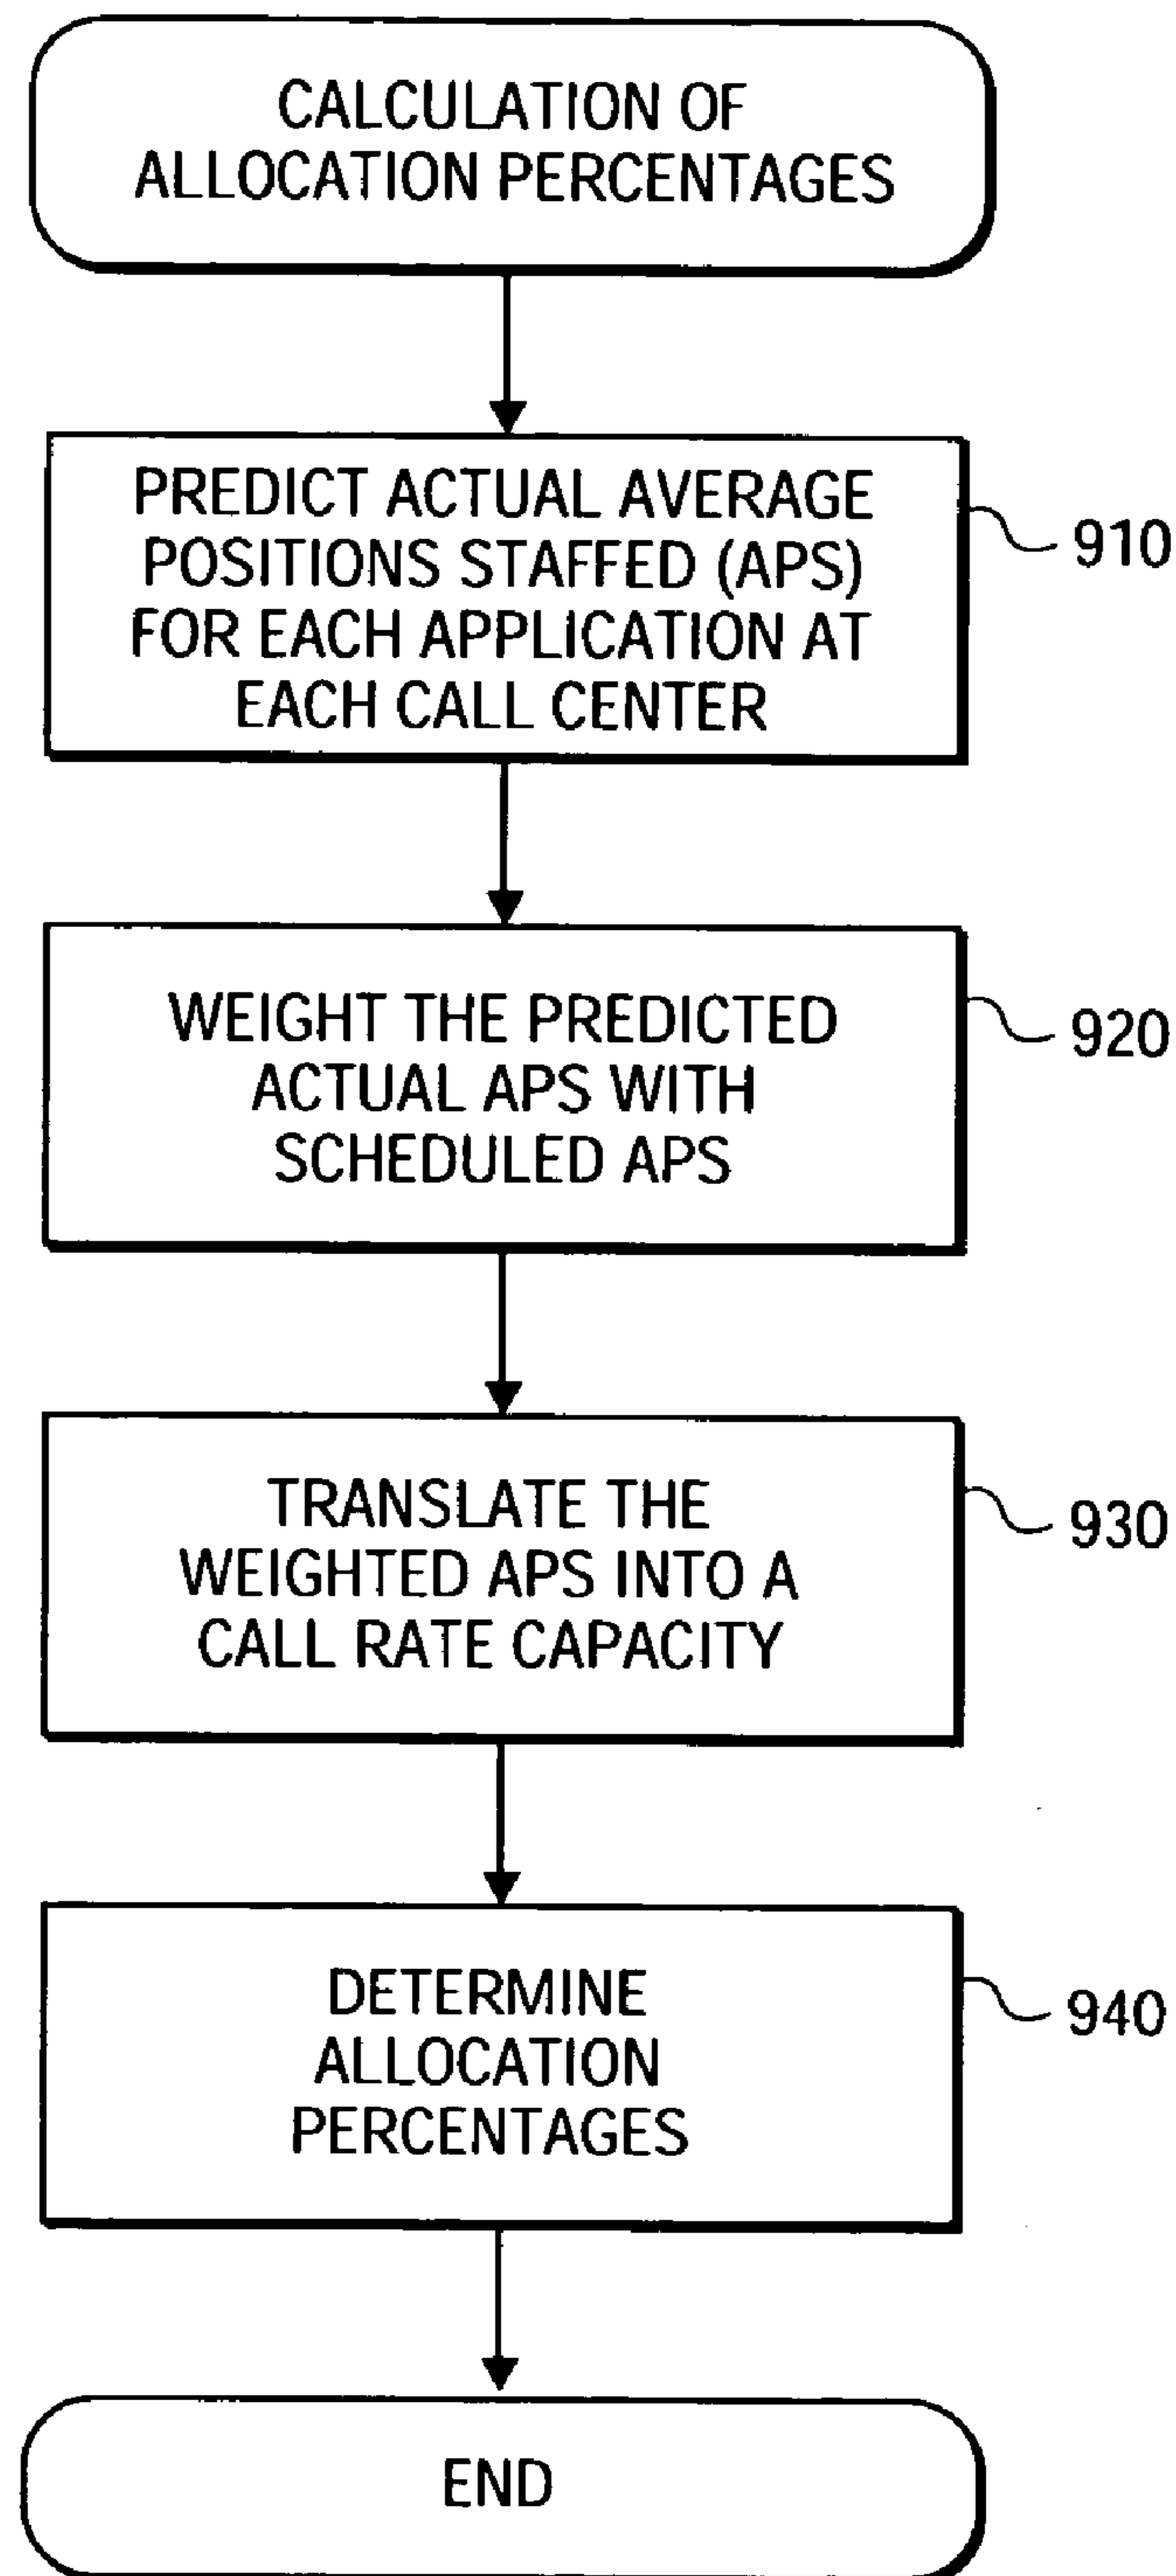 CALCULATION OF
ALLOCATION PERCENTAGES
PREDICT ACTUAL AVERAGE
POSITIONS STAFFED (APS)
FOR EACH APPLICATION AT
EACH CALL CENTER
910
WEIGHT THE PREDICTED
ACTUAL APS WITH
SCHEDULED APS
920
TRANSLATE THE
WEIGHTED APS INTO A
CALL RATE CAPACITY
930
DETERMINE
ALLOCATION
PERCENTAGES
940
END